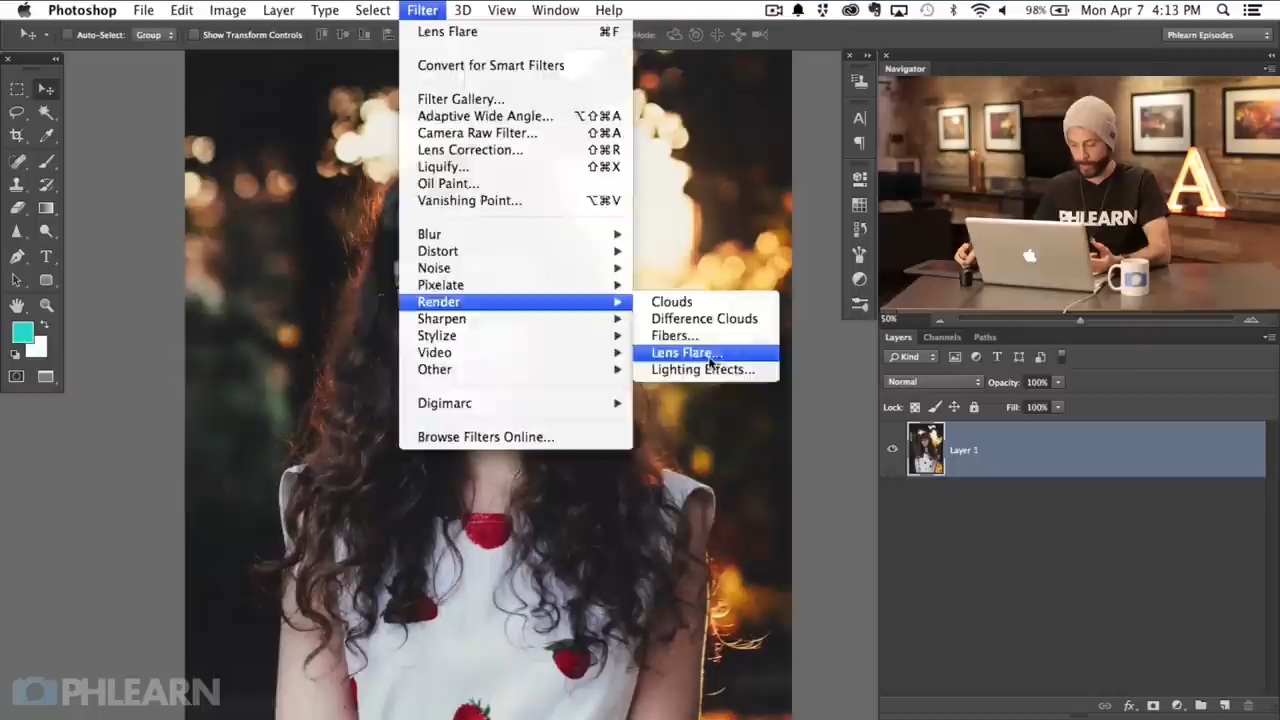 Photoshop File Edit Image Layer Type Select Filter 3D View Window Help 98% Mon Apr 7 4:13 PM
Auto-Select: Group Show Transform Controls Mode: Phlearn Episodes
Lens Flare ⌘F
Convert for Smart Filters
Filter Gallery...
Adaptive Wide Angle... ⌥⇧⌘A
Camera Raw Filter... ⇧⌘A
Lens Correction... ⇧⌘R
Liquify... ⇧⌘X
Oil Paint...
Vanishing Point... ⌥⌘V
Blur
Distort
Noise
Pixelate
Render
Sharpen
Stylize
Video
Other
Digimarc
Browse Filters Online...
Clouds
Difference Clouds
Fibers...
Lens Flare...
Lighting Effects...
Navigator
A
PHLEARN
50%
Layers Channels Paths
Kind
Normal Opacity: 100%
Lock: Fill: 100%
Layer 1
fx
PHLEARN